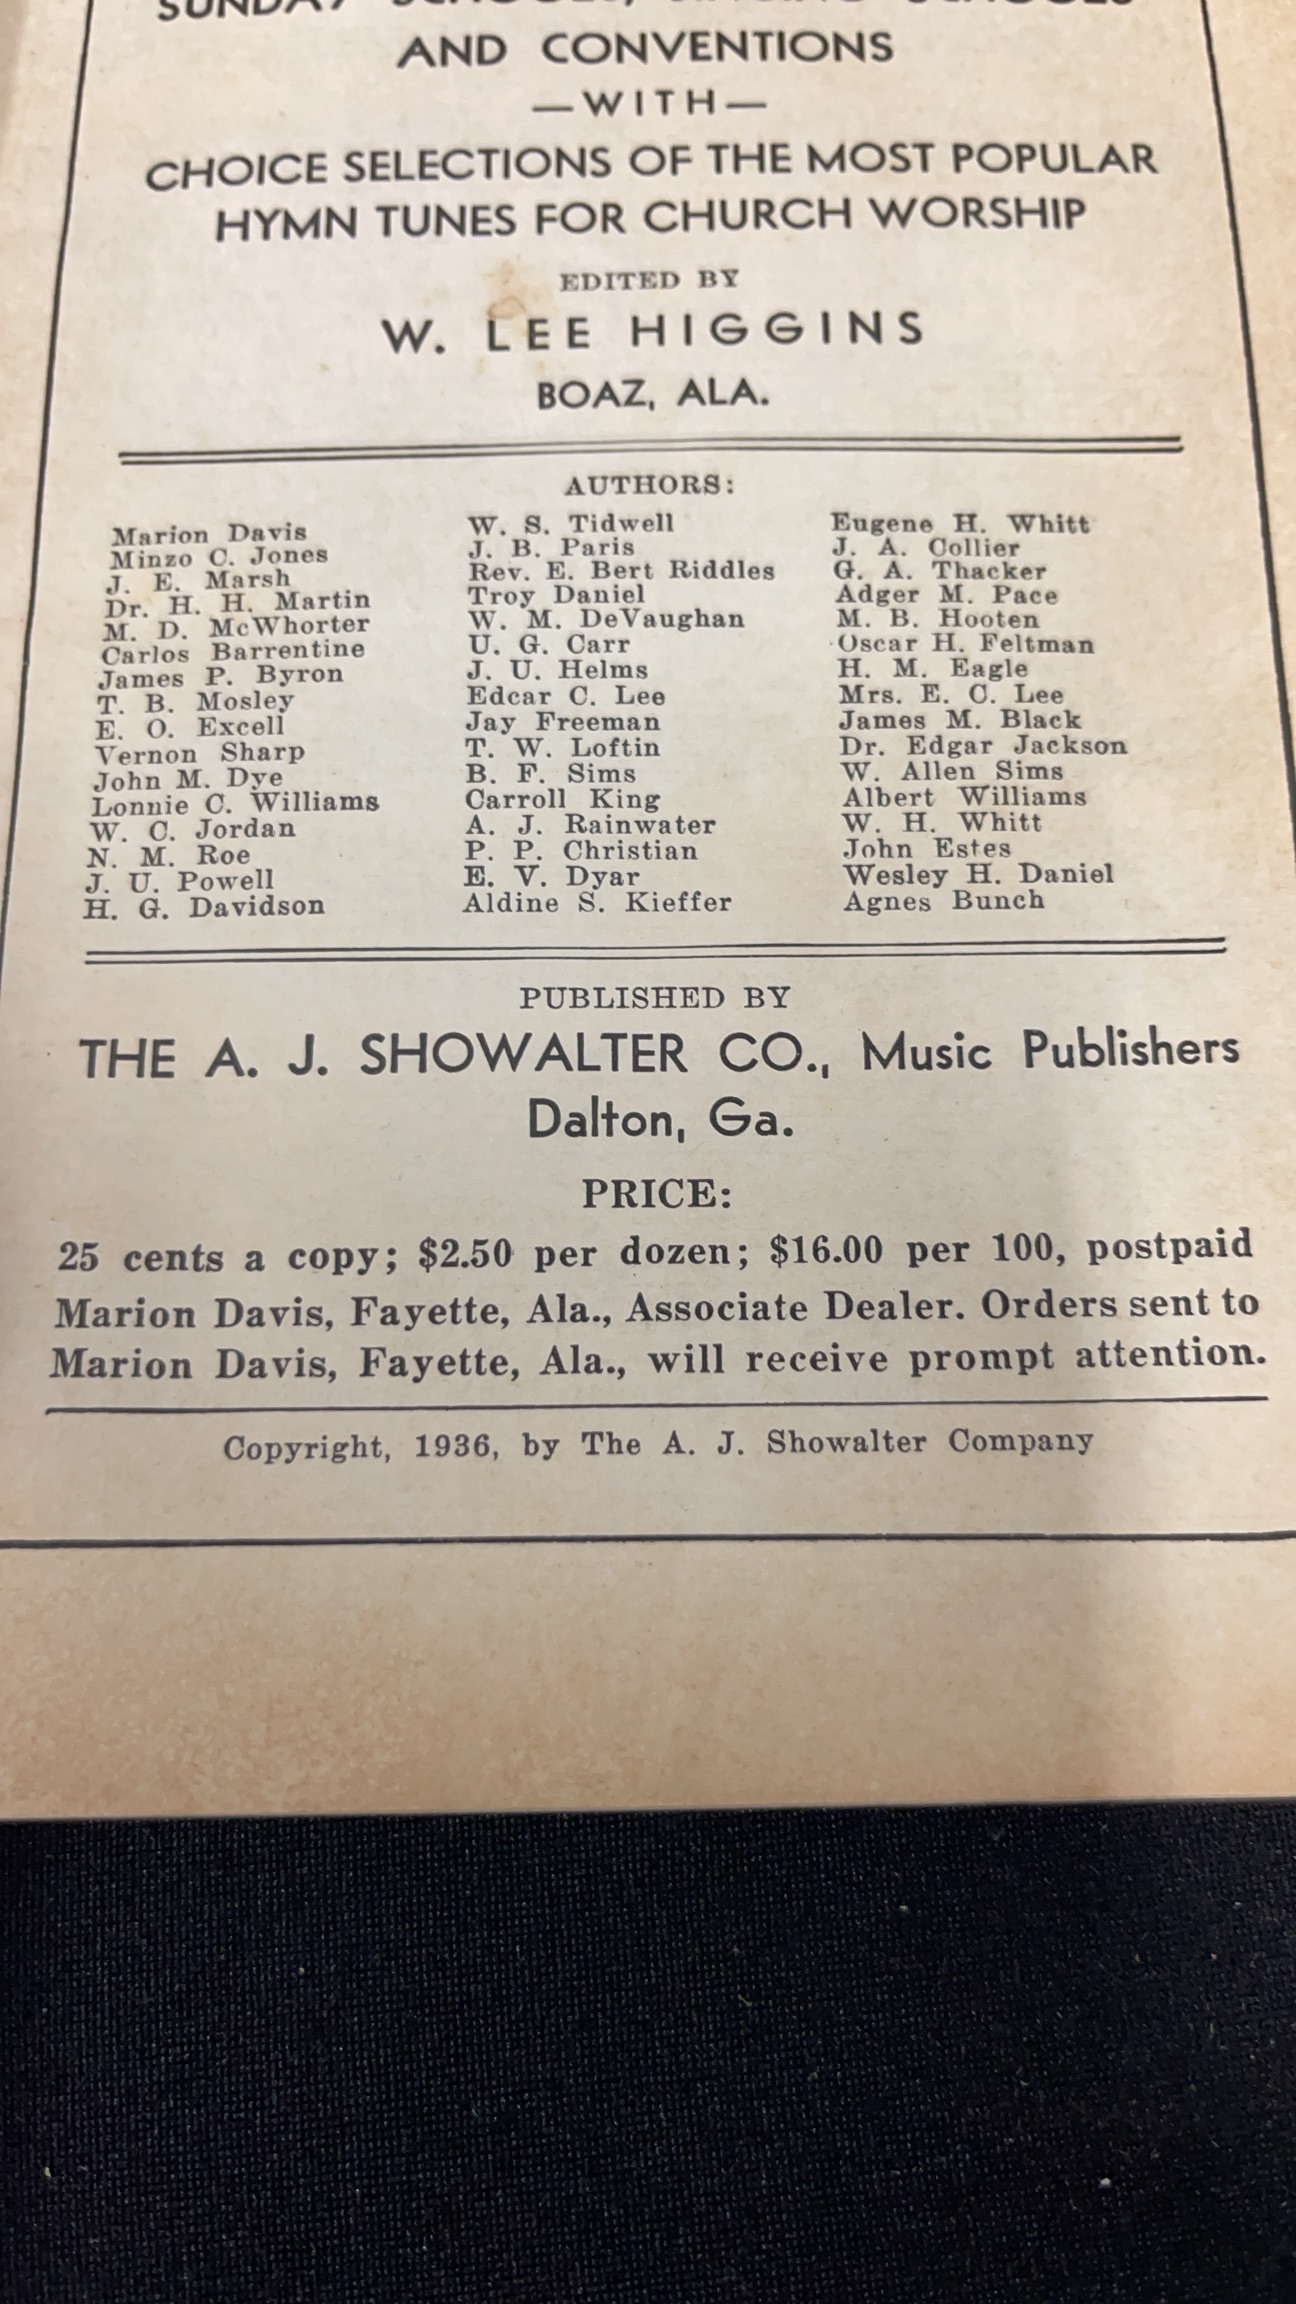 SUNDAY SCHOOLS, SINGING SCHOOLS
AND CONVENTIONS
—WITH—
CHOICE SELECTIONS OF THE MOST POPULAR
HYMN TUNES FOR CHURCH WORSHIP
EDITED BY
W. LEE HIGGINS
BOAZ, ALA.
AUTHORS:
Marion Davis
Minzo C. Jones
J. E. Marsh
Dr. H. H. Martin
M. D. McWhorter
Carlos Barrentine
James P. Byron
T. B. Mosley
E. O. Excell
Vernon Sharp
John M. Dye
Lonnie C. Williams
W. C. Jordan
N. M. Roe
J. U. Powell
H. G. Davidson
W. S. Tidwell
J. B. Paris
Rev. E. Bert Riddles
Troy Daniel
W. M. DeVaughan
U. G. Carr
J. U. Helms
Edcar C. Lee
Jay Freeman
T. W. Loftin
B. F. Sims
Carroll King
A. J. Rainwater
P. P. Christian
E. V. Dyar
Aldine S. Kieffer
Eugene H. Whitt
J. A. Collier
G. A. Thacker
Adger M. Pace
M. B. Hooten
Oscar H. Feltman
H. M. Eagle
Mrs. E. C. Lee
James M. Black
Dr. Edgar Jackson
W. Allen Sims
Albert Williams
W. H. Whitt
John Estes
Wesley H. Daniel
Agnes Bunch
PUBLISHED BY
THE A. J. SHOWALTER CO., Music Publishers
Dalton, Ga.
PRICE:
25 cents a copy; $2.50 per dozen; $16.00 per 100, postpaid
Marion Davis, Fayette, Ala., Associate Dealer. Orders sent to
Marion Davis, Fayette, Ala., will receive prompt attention.
Copyright, 1936, by The A. J. Showalter Company